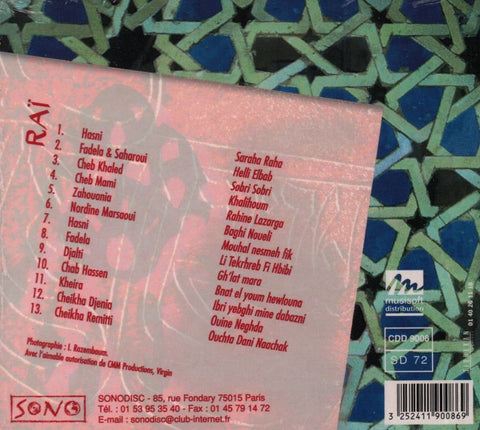 RAÏ
1. Hasni Saraha Raha
2. Fadela & Saharoui Helli Elbab
3. Cheb Khaled Sabri Sabri
4. Cheb Mami Khalihoum
5. Zahouania Rahine Lazarga
6. Nordine Marsaoui Baghi Noueli
7. Hasni Mouhal nesmeh fik
8. Fadela Li Tekrhreb Fi Hbibi
9. Djalti Gh'lat mara
10. Chab Hassen Bnat el youm hewlouna
11. Kheira Ibri yebghi mine dabazni
12. Cheikha Djenia Ouine Neghda
13. Cheikha Remitti Ouchta Dani Naachak
Photographie : I. Rozembaum.
Avec l'aimable autorisation de CMM Productions, Virgin
musisoft
distribution
CDD 9008
SD 72
SONO
SONODISC - 85, rue Fondary 75015 Paris
Tél. : 01 53 95 35 40 - Fax : 01 45 79 14 72
E - mail : sonodisc@club-internet.fr
3 252411 900869